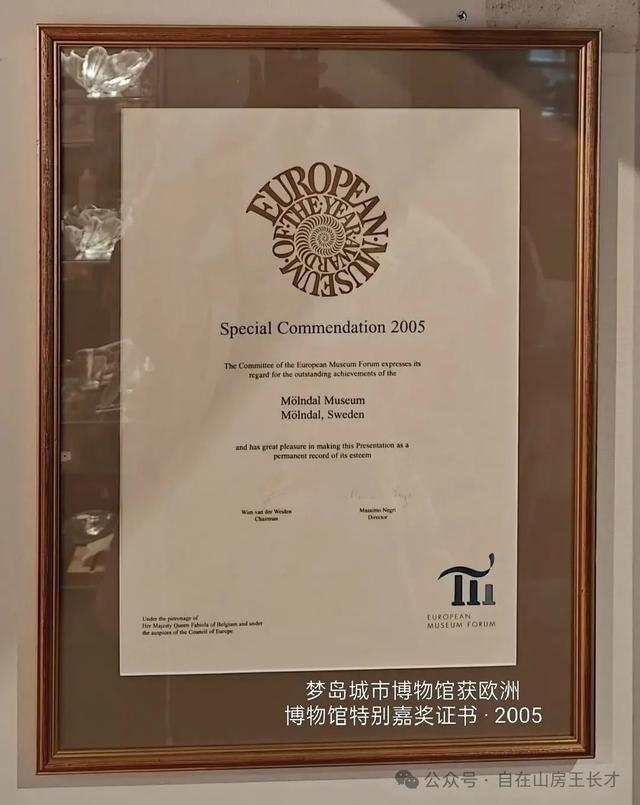 EUROPEAN·MUSEUM·OF·THE·YEAR·AWARD
Special Commendation 2005
The Committee of the European Museum Forum expresses its
regard for the outstanding achievements of the
Mölndal Museum
Mölndal, Sweden
and has great pleasure in making this Presentation as a
permanent record of its esteem
Wim van der Weiden
Chairman
Massimo Negri
Director
Under the patronage of
Her Majesty Queen Fabiola of Belgium and under
the auspices of the Council of Europe
EUROPEAN
MUSEUM FORUM
梦岛城市博物馆获欧洲
博物馆特别嘉奖证书·2005
公众号·自在山房王长才